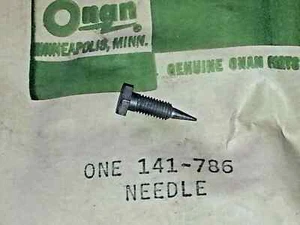 Onan
MINNEAPOLIS, MINN.
GENUINE ONAN PARTS
ONE 141-786
NEEDLE